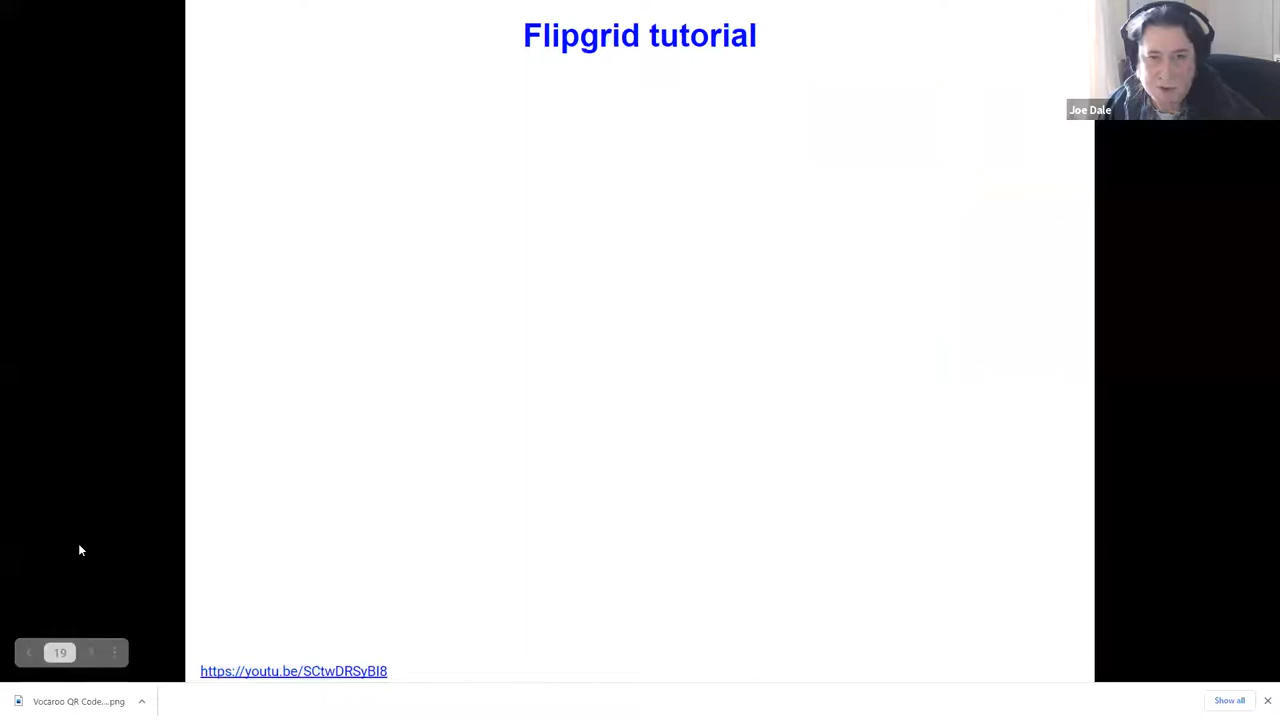 Flipgrid tutorial
Joe Dale
19
https://youtu.be/SCtwDRSyBI8
Vocaroo QR Code....png
Show all